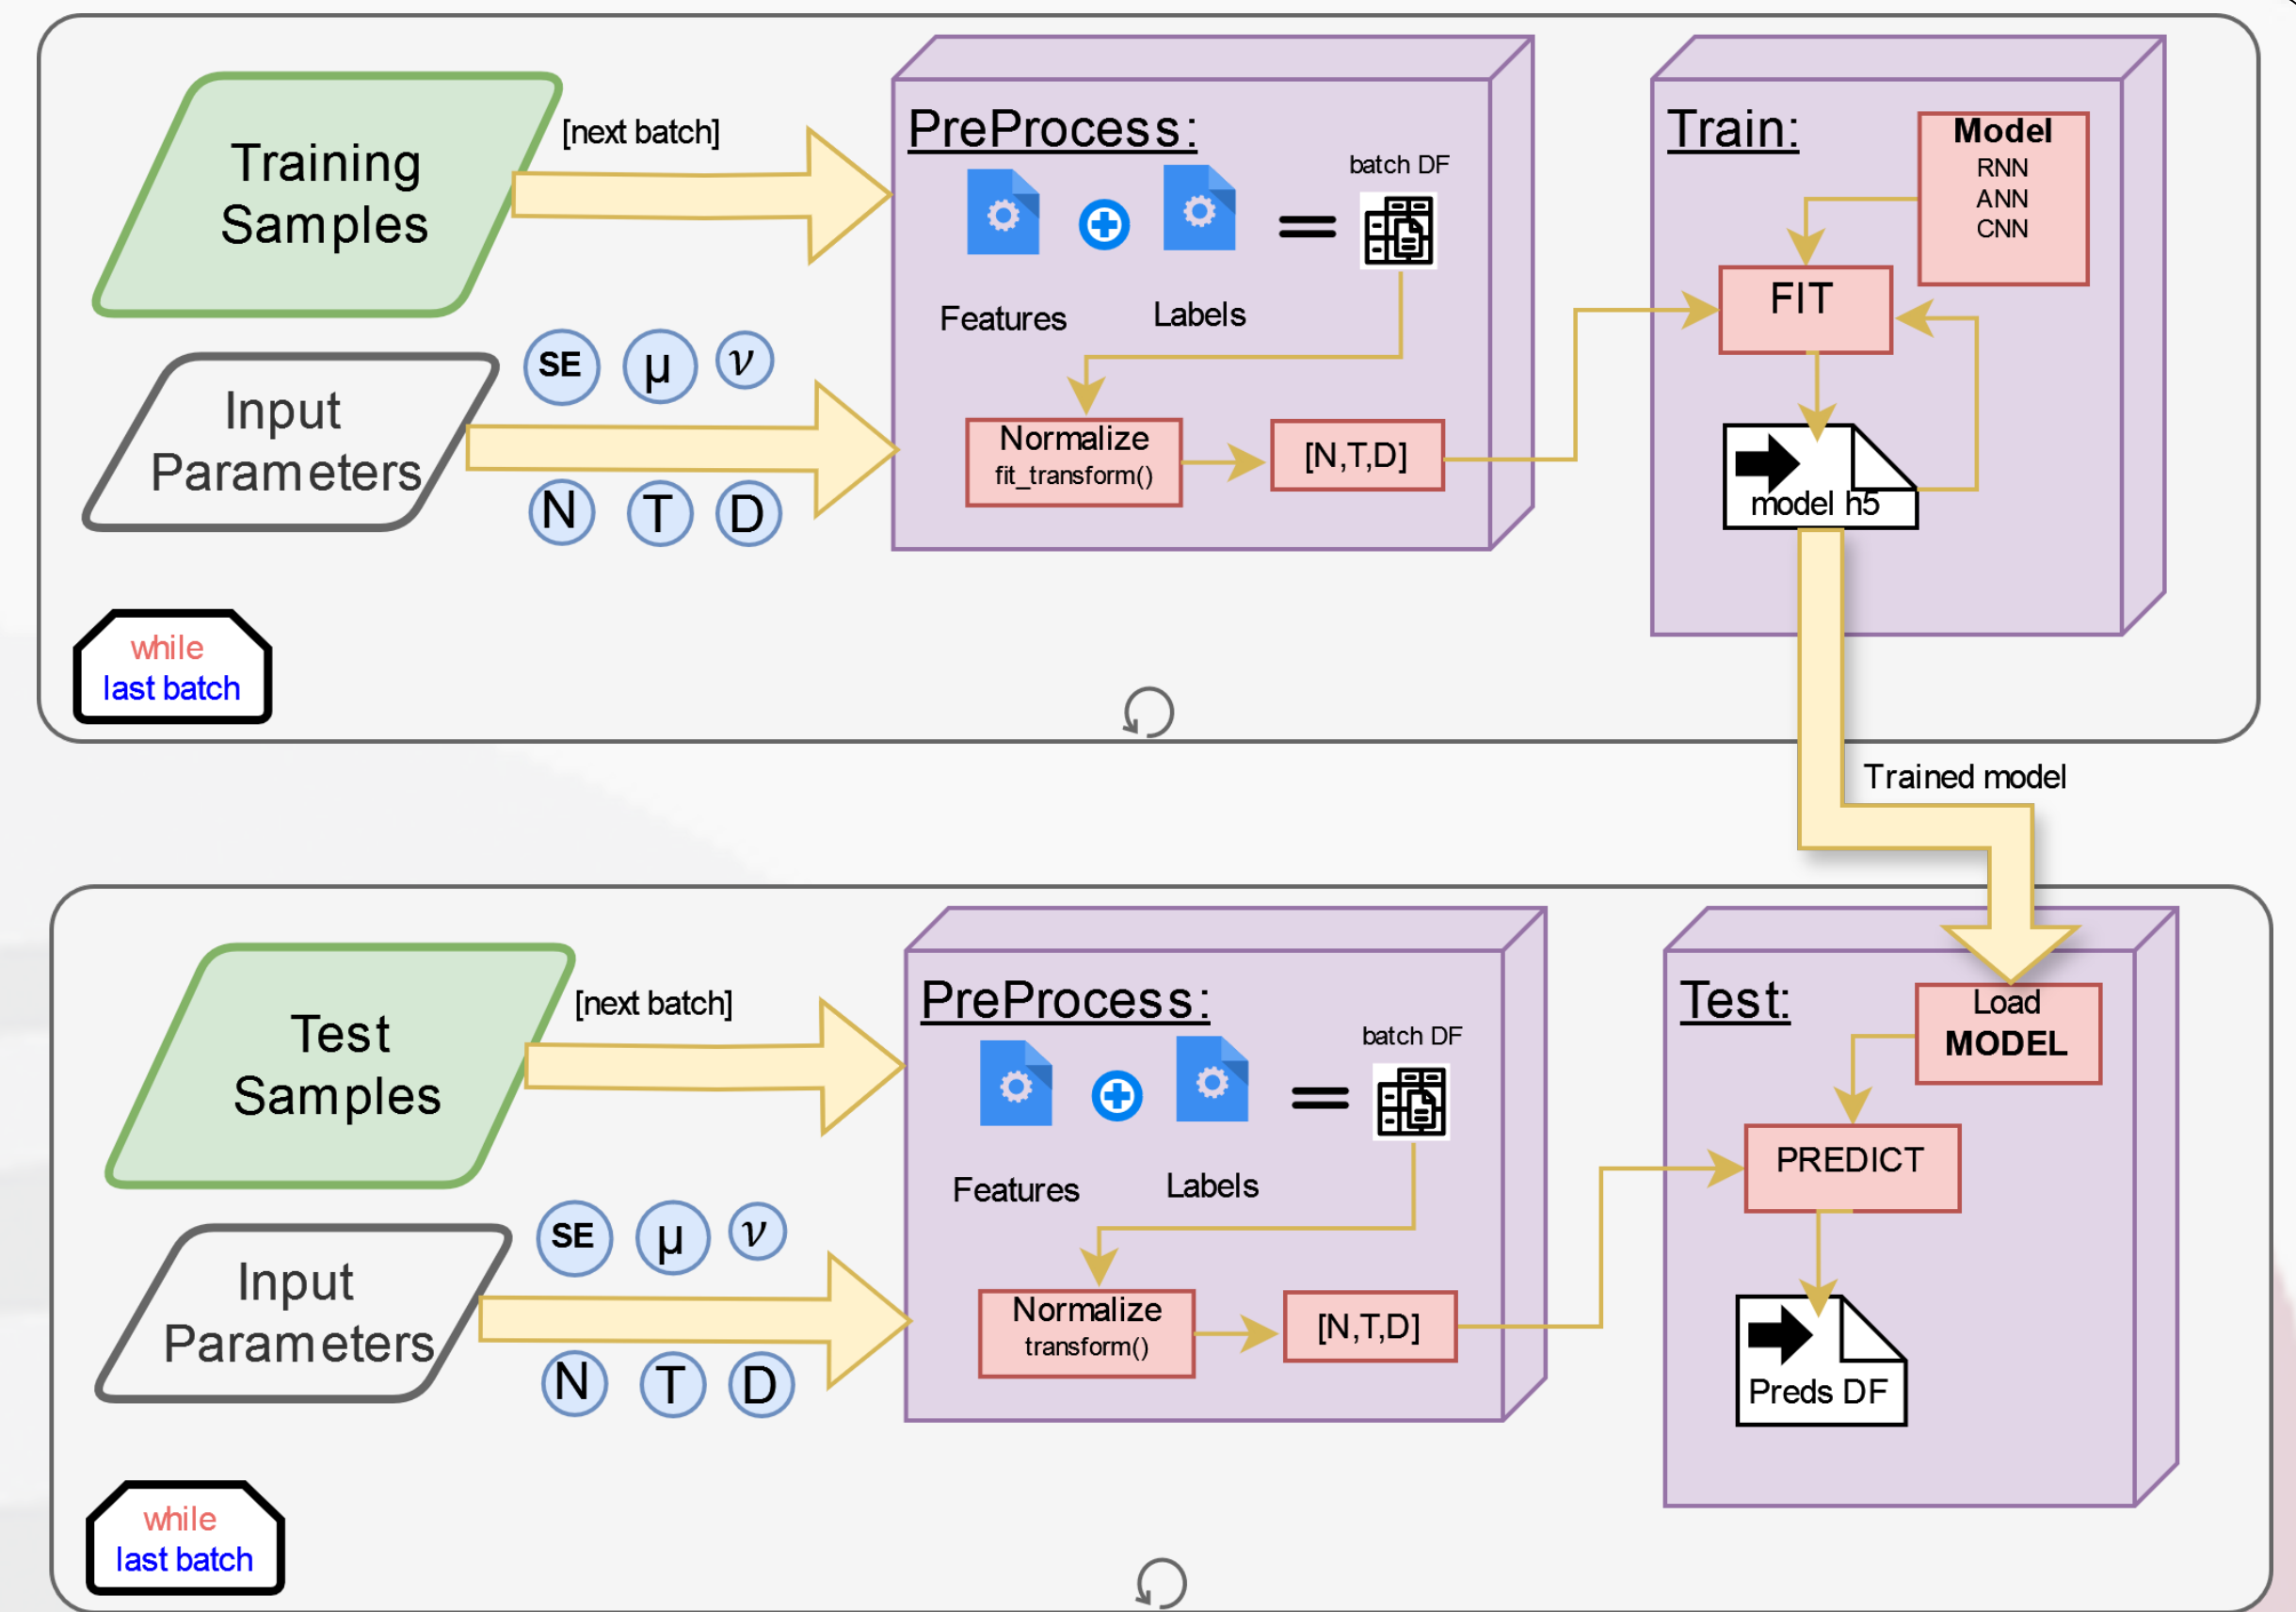 Training
Samples
[next batch]
PreProcess:
batch DF
Features
Labels
Train:
Model
RNN
ANN
CNN
FIT
Input
Parameters
SE
μ
ν
N
T
D
Normalize
fit_transform()
[N,T,D]
model h5
while
last batch
Trained model
Test
Samples
[next batch]
PreProcess:
batch DF
Features
Labels
Test:
Load
MODEL
PREDICT
Input
Parameters
SE
μ
ν
N
T
D
Normalize
transform()
[N,T,D]
Preds DF
while
last batch